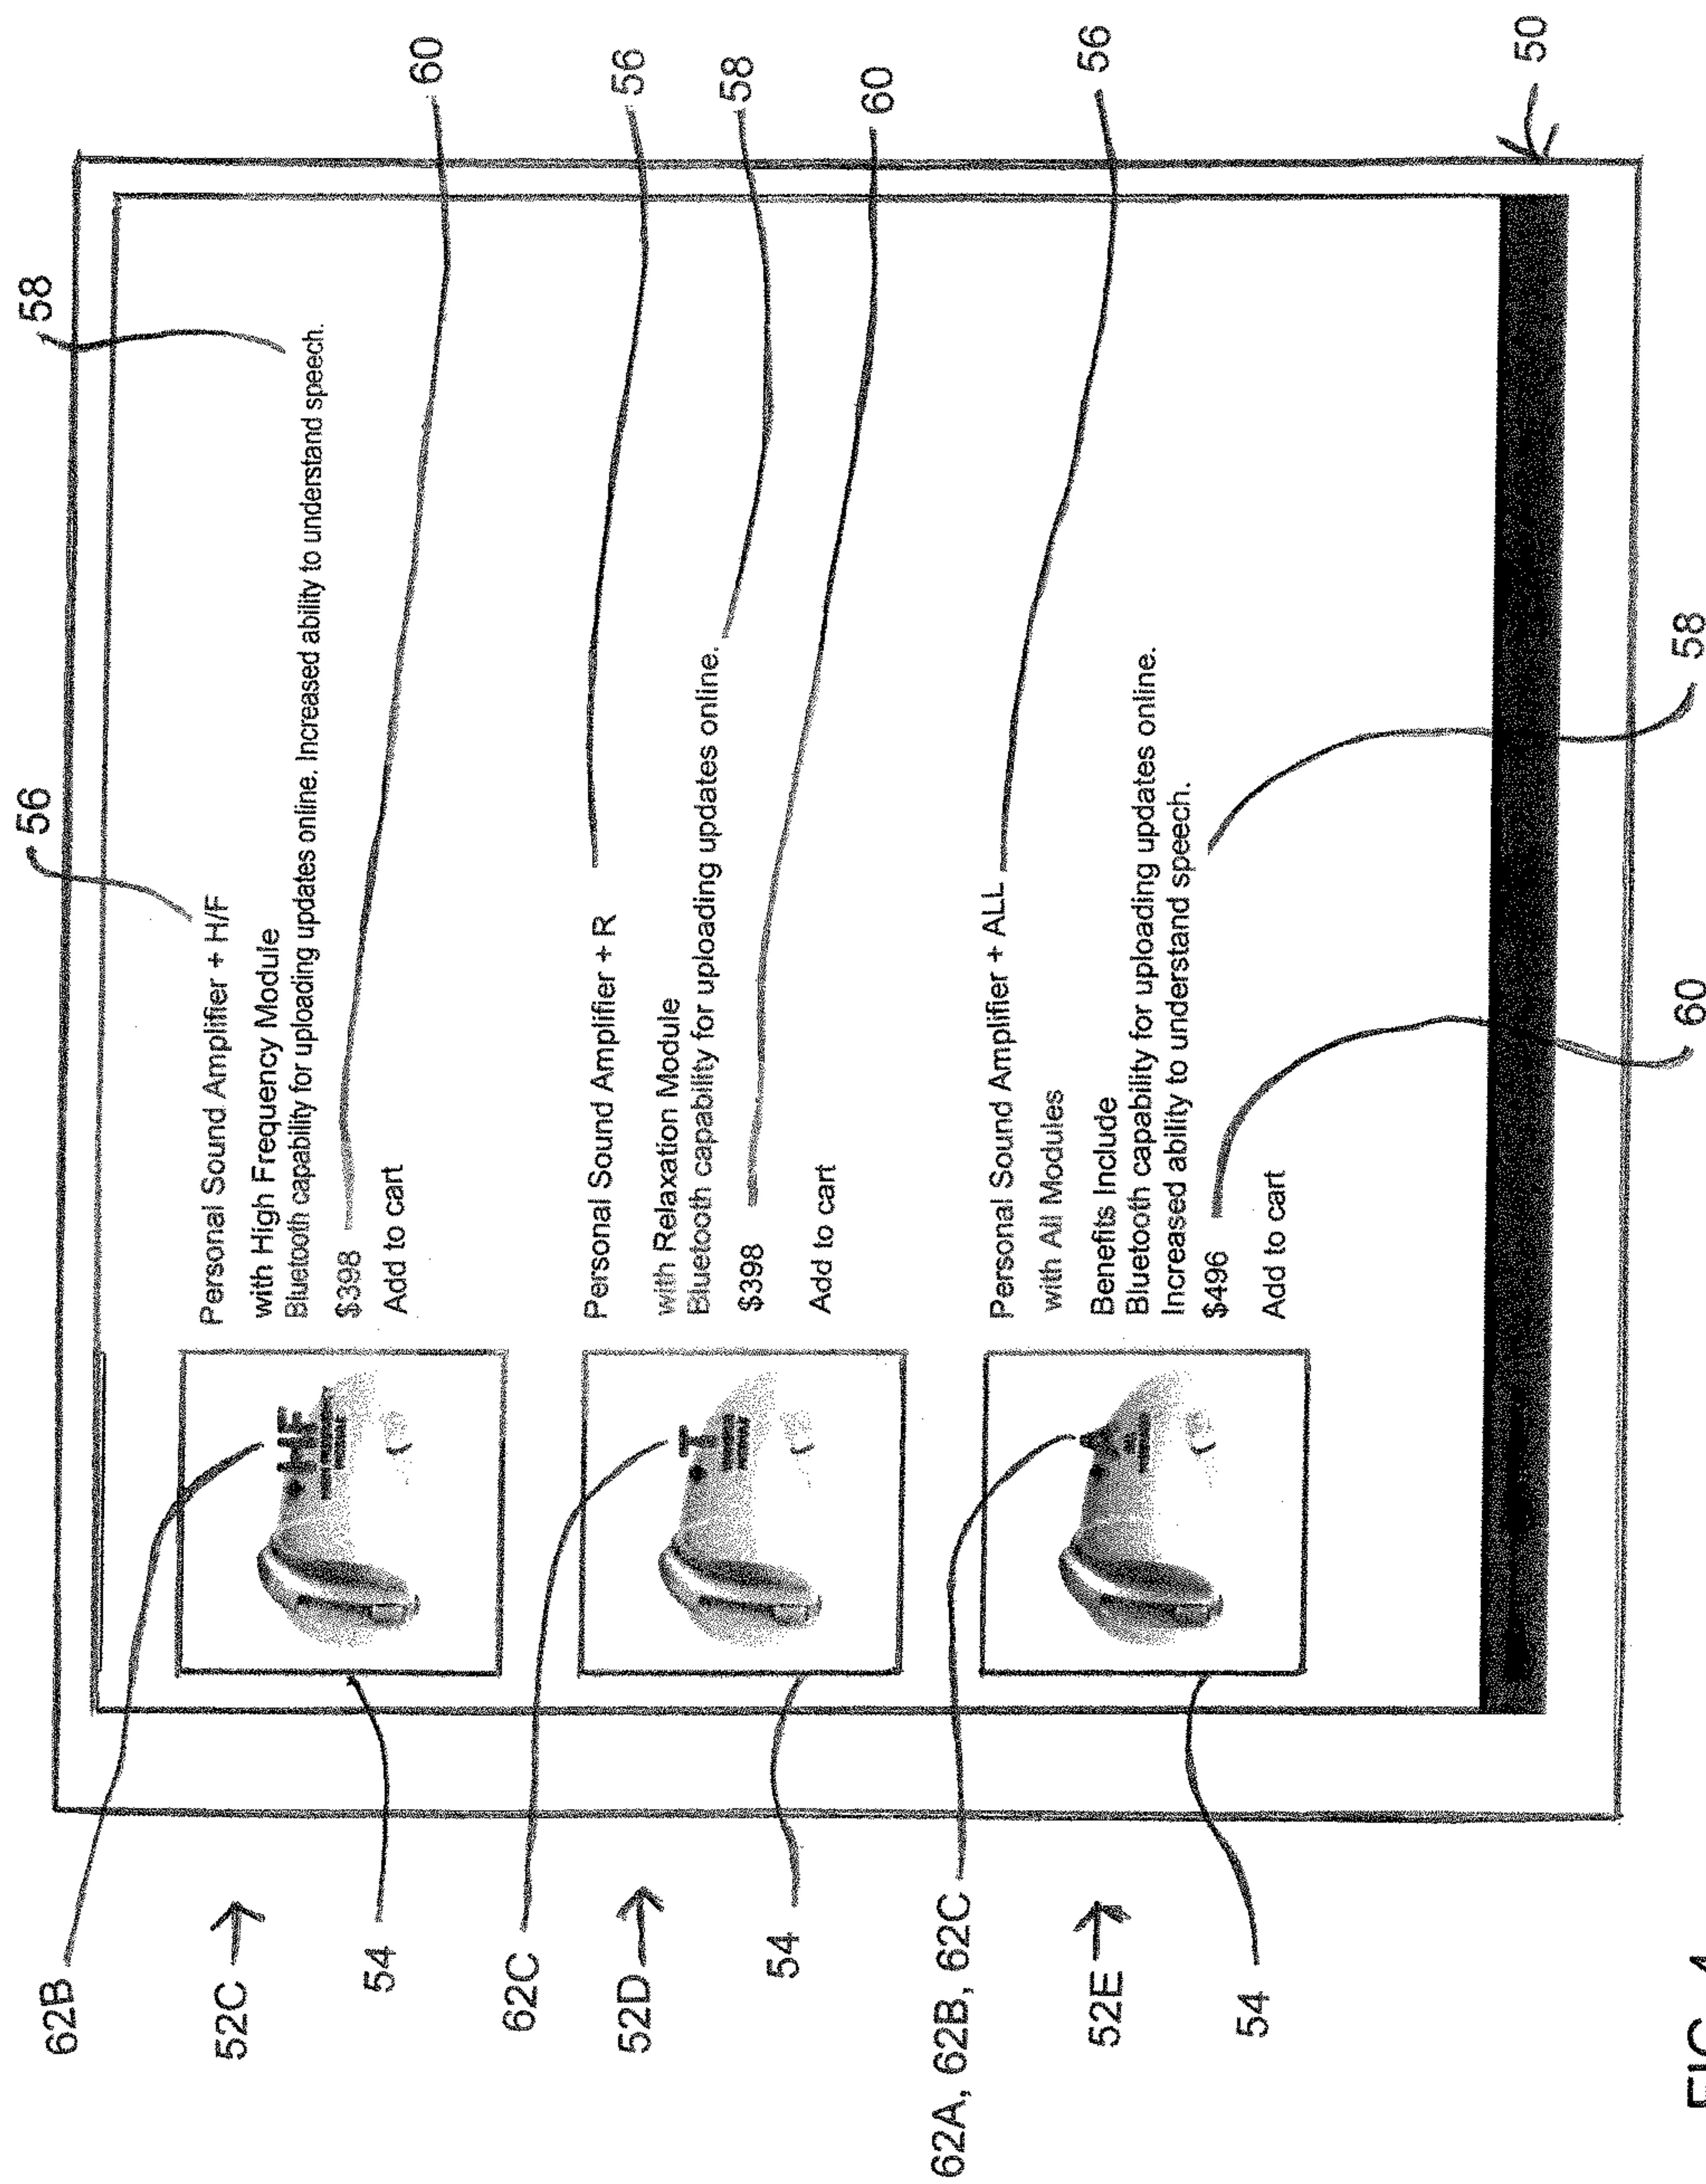 56
58
62B
Personal Sound Amplifier + H/F
52C
with High Frequency Module
HF
Bluetooth capability for uploading updates online. Increased ability to understand speech.
$398
54
Add to cart
60
62C
Personal Sound Amplifier + R
56
52D
with Relaxation Module
Bluetooth capability for uploading updates online.
58
$398
54
Add to cart
60
62A, 62B, 62C
Personal Sound Amplifier + ALL
with All Modules
56
52E
Benefits Include
Bluetooth capability for uploading updates online.
Increased ability to understand speech.
$496
54
Add to cart
50
60
58